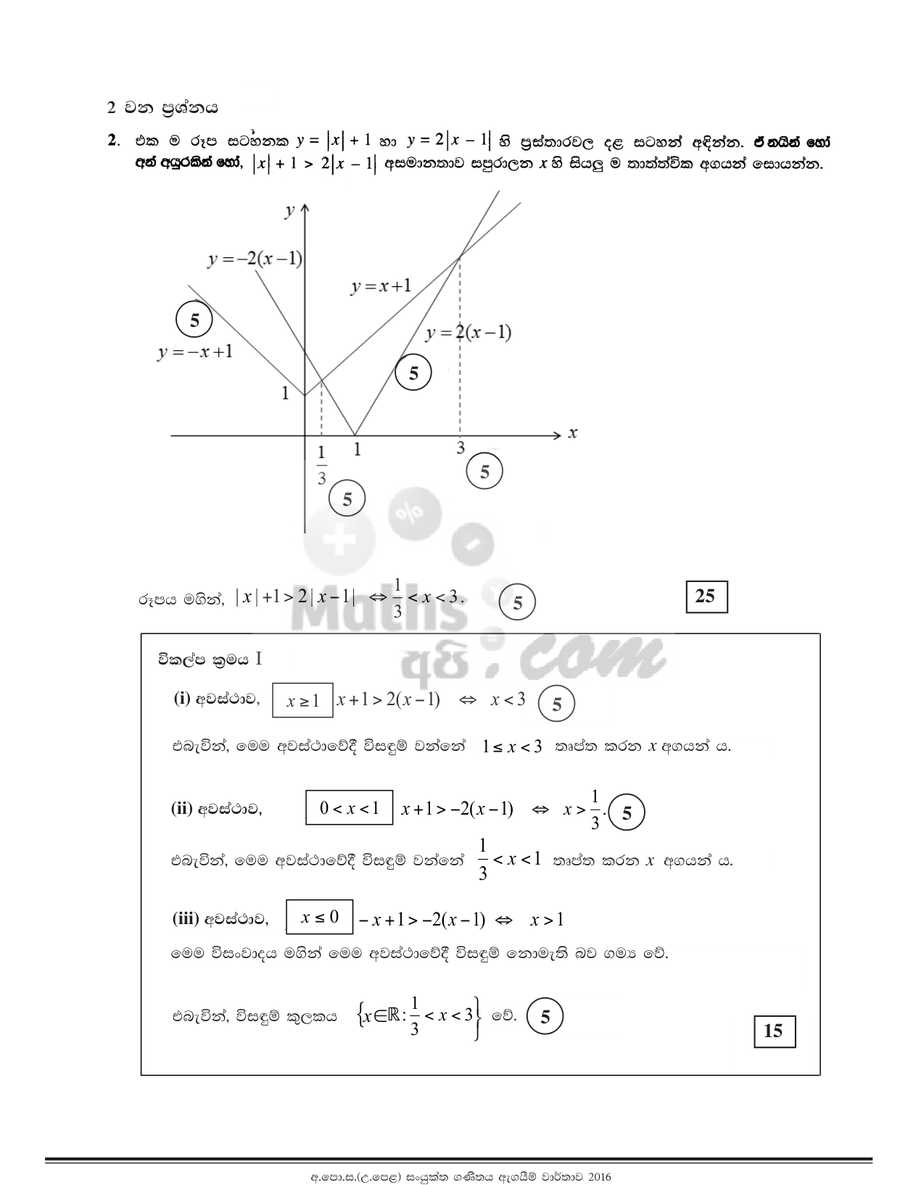 2 වන ප්‍රශ්නය
2. එක ම රූප සටහනක y = |x| + 1 හා y = 2|x − 1| හි ප්‍රස්තාරවල දළ සටහන් අඳින්න. ඒ නයින් හෝ
අන් අයුරකින් හෝ, |x| + 1 > 2|x − 1| අසමානතාව සපුරාලන x හි සියලු ම තාත්ත්වික අගයන් සොයන්න.
y
y = −2(x−1)
y = x+1
5
y = 2(x−1)
y = −x+1
5
1
x
1/3
1
3
5
5
රූපය මගින්, |x|+1 > 2|x−1| ⇔ 1/3 < x < 3. 5 25
Maths
අපි . com
විකල්ප ක්‍රමය I
(i) අවස්ථාව, x ≥ 1 x+1 > 2(x−1) ⇔ x < 3 5
එබැවින්, මෙම අවස්ථාවේදී විසඳුම් වන්නේ 1 ≤ x < 3 තෘප්ත කරන x අගයන් ය.
(ii) අවස්ථාව, 0 < x < 1 x+1 > −2(x−1) ⇔ x > 1/3. 5
එබැවින්, මෙම අවස්ථාවේදී විසඳුම් වන්නේ 1/3 < x < 1 තෘප්ත කරන x අගයන් ය.
(iii) අවස්ථාව, x ≤ 0 −x+1 > −2(x−1) ⇔ x > 1
මෙම විසංවාදය මගින් මෙම අවස්ථාවේදී විසඳුම් නොමැති බව ගම්‍ය වේ.
එබැවින්, විසඳුම් කුලකය {x∈ℝ : 1/3 < x < 3} වේ. 5
15
අ.පො.ස.(උ.පෙළ) සංයුක්ත ගණිතය ඇගයීම් වාර්තාව 2016